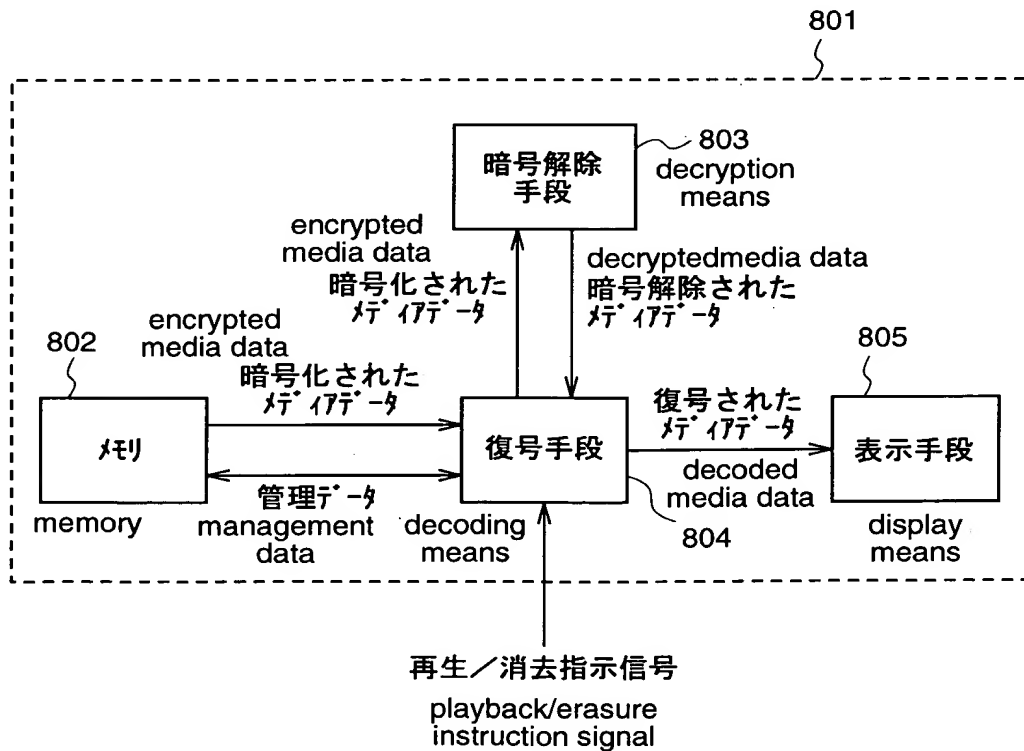 801
暗号解除
手段
803
decryption
means
encrypted
media data
暗号化された
ﾒﾃﾞｨｱﾃﾞｰﾀ
decryptedmedia data
暗号解除された
ﾒﾃﾞｨｱﾃﾞｰﾀ
802
encrypted
media data
暗号化された
ﾒﾃﾞｨｱﾃﾞｰﾀ
805
ﾒﾓﾘ
memory
管理ﾃﾞｰﾀ
management
data
復号手段
decoding
means
804
復号された
ﾒﾃﾞｨｱﾃﾞｰﾀ
decoded
media data
表示手段
display
means
再生／消去指示信号
playback/erasure
instruction signal